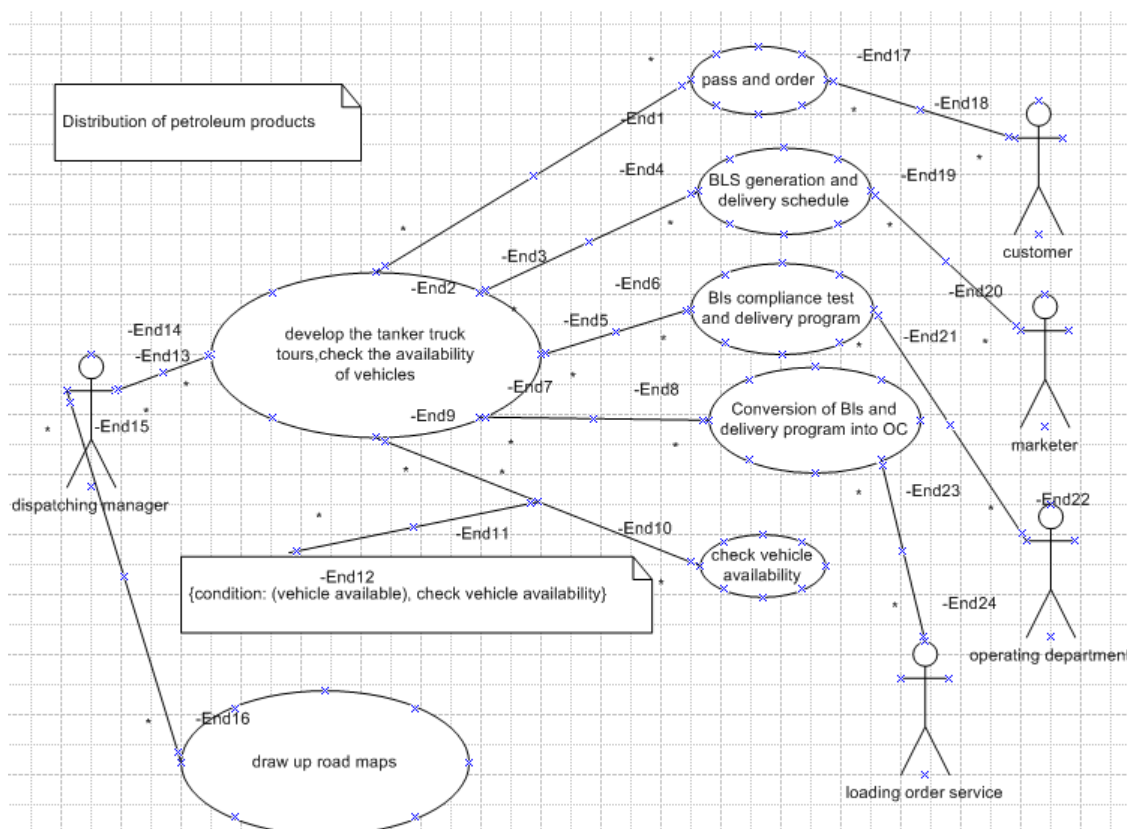 -End17
*
pass and order
Distribution of petroleum products
-End18
*
-End1
*
-End4
BLS generation and
delivery schedule
-End19
customer
*
*
*
-End3
-End2
-End6
Bls compliance test
and delivery program
-End20
*
-End14
-End13
develop the tanker truck
tours,check the availability
of vehicles
-End5
-End21
*
*
*
*
*
*
-End7
-End8
-End9
Conversion of Bls and
delivery program into OC
marketer
*
-End15
*
*
*
*
*
dispatching manager
-End23
-End22
*
*
*
-End11
-End10
check vehicle
availability
-End12
{condition: (vehicle available), check vehicle availability}
*
*
-End24
operating department
*
-End16
draw up road maps
loading order service